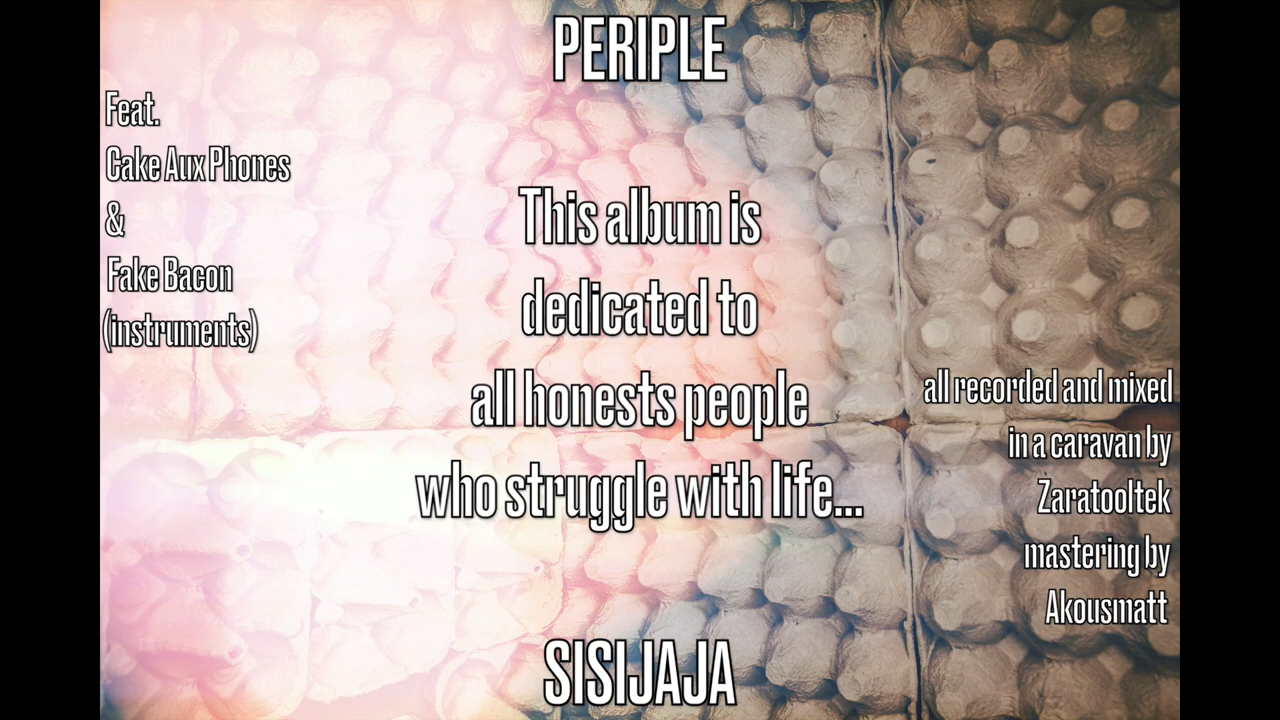 PERIPLE
Feat.
Cake Aux Phones
&
Fake Bacon
(instruments)
This album is
dedicated to
all honests people
who struggle with life...
all recorded and mixed
in a caravan by
Zaratooltek
mastering by
Akousmatt
SISIJAJA